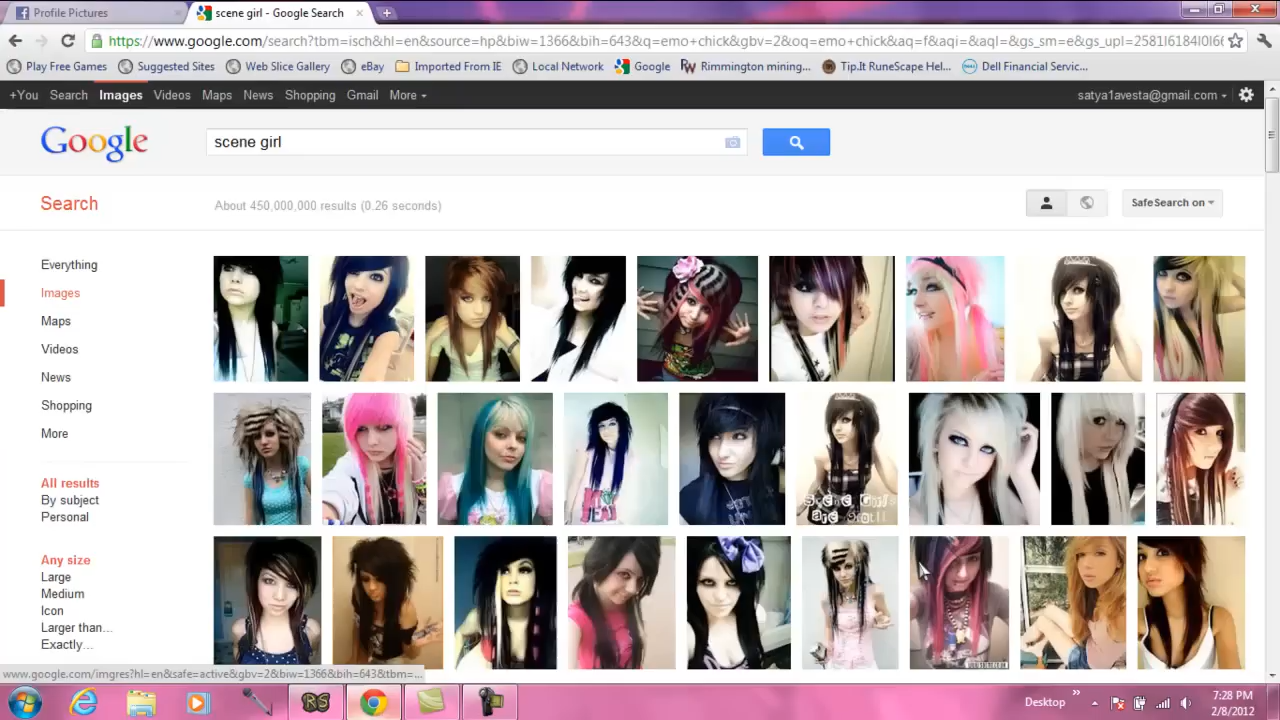 Profile Pictures
scene girl - Google Search
https://www.google.com/search?tbm=isch&hl=en&source=hp&biw=1366&bih=643&q=emo+chick&gbv=2&oq=emo+chick&aq=f&aqi=&aql=&gs_sm=e&gs_upl=2581l6184l0l6
Play Free Games
Suggested Sites
Web Slice Gallery
eBay
Imported From IE
Local Network
Google
Rimmington mining...
Tip.It RuneScape Hel...
Dell Financial Servic...
+You Search Images Videos Maps News Shopping Gmail More
satya1avesta@gmail.com
Google
scene girl
Search
About 450,000,000 results (0.26 seconds)
SafeSearch on
Everything
Images
Maps
Videos
News
Shopping
More
All results
By subject
Personal
Any size
Large
Medium
Icon
Larger than...
Exactly...
Scene Girls
are Hot!!
www.google.com/imgres?hl=en&safe=active&gbv=2&biw=1366&bih=643&tbm=...
RS
Desktop
7:28 PM
2/8/2012